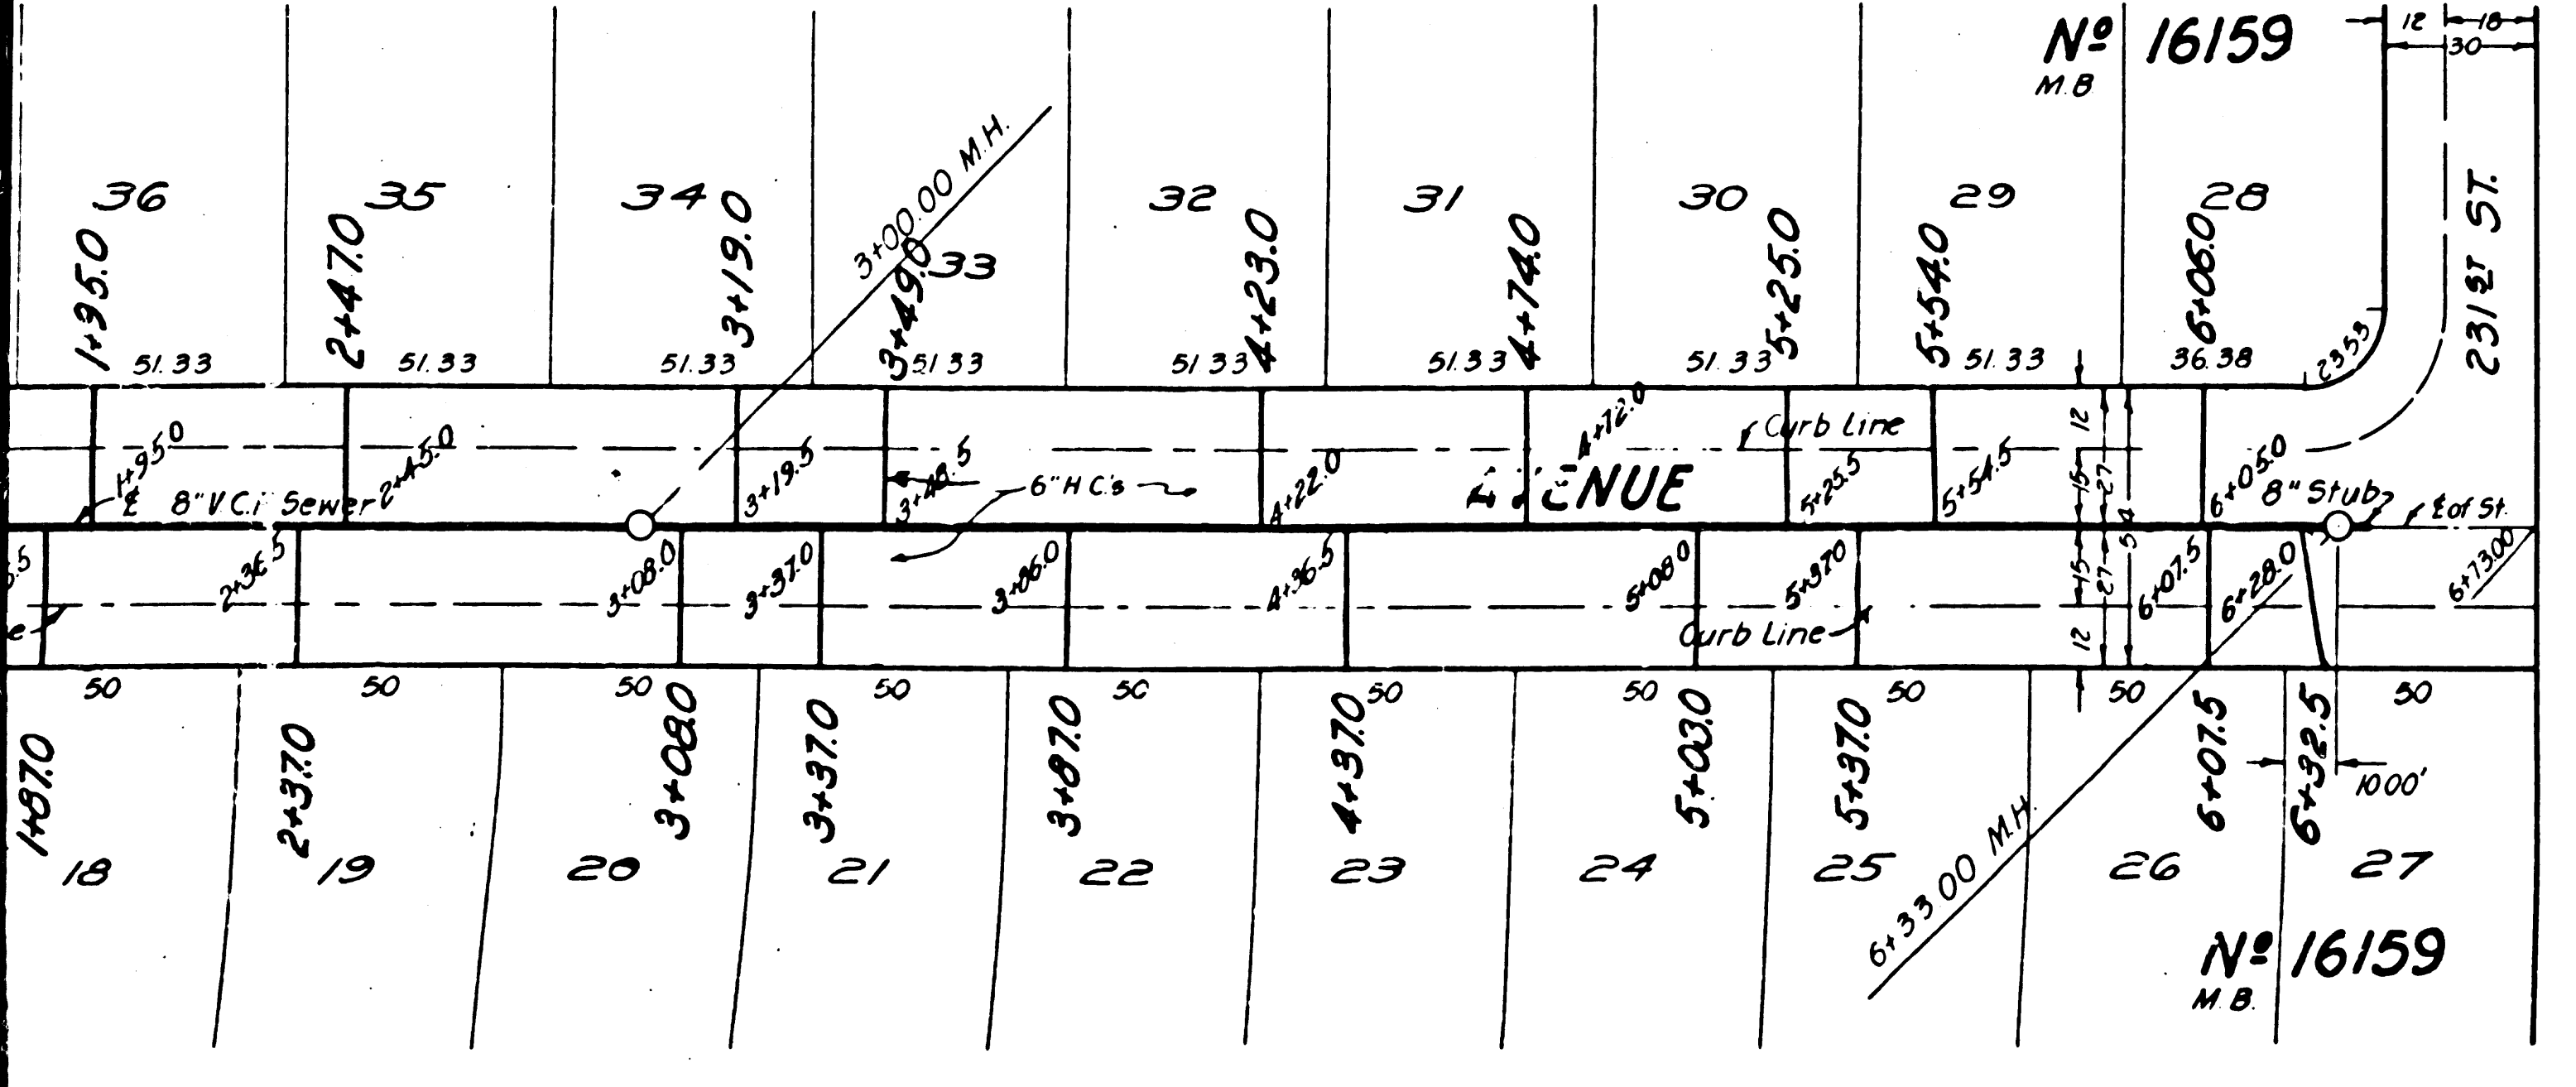 Nº 16159
M.B
12 18
30
231ST ST.
36 35 34 33 32 31 30 29 28
3+00.00 M.H.
1+95.0 2+47.0 3+19.0 3+49.0 4+23.0 4+74.0 5+25.0 5+54.0 6+05.0
51.33 51.33 51.33 51.33 51.33 51.33 51.33 51.33 36.38 23.53
1+95.0 2+45.0 3+19.5 3+48.5 4+22.0 4+72.0 5+25.5 5+54.5 6+05.0
Curb Line
12 15 27 54
℄ 8" V.C.i Sewer
6" H C.'s
AVENUE
8" Stub
℄ of St.
5.5 2+36.5 3+08.0 3+37.0 3+86.0 4+36.5 5+08.0 5+37.0 6+07.5 6+28.0 6+73.00
15 27 12
e
Curb Line
50 50 50 50 50 50 50 50 50 50
1+87.0 2+37.0 3+08.0 3+37.0 3+87.0 4+37.0 5+03.0 5+37.0 6+07.5 6+32.5
10.00'
6+33.00 M.H.
18 19 20 21 22 23 24 25 26 27
Nº 16159
M.B.